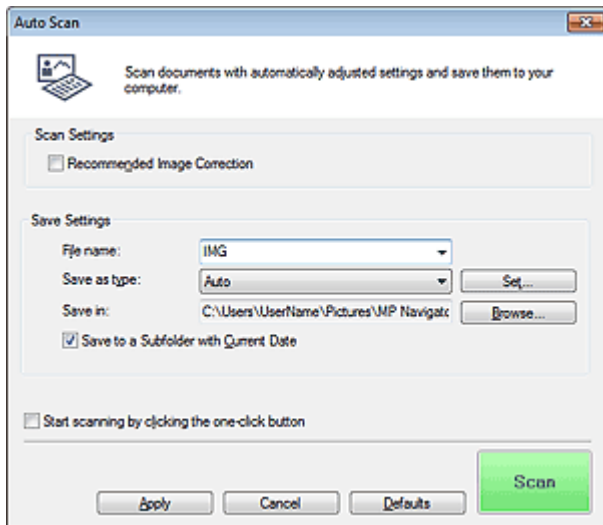 Auto Scan
Scan documents with automatically adjusted settings and save them to your
computer.
Scan Settings
Recommended Image Correction
Save Settings
File name:
IMG
Save as type:
Auto
Set...
Save in:
C:\Users\UserName\Pictures\MP Navigatc
Browse...
Save to a Subfolder with Current Date
Start scanning by clicking the one-click button
Scan
Apply
Cancel
Defaults